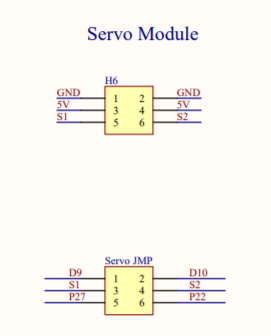 Servo Module
H6
GND 1 2 GND
5V 3 4 5V
S1 5 6 S2
Servo JMP
D9 1 2 D10
S1 3 4 S2
P27 5 6 P22